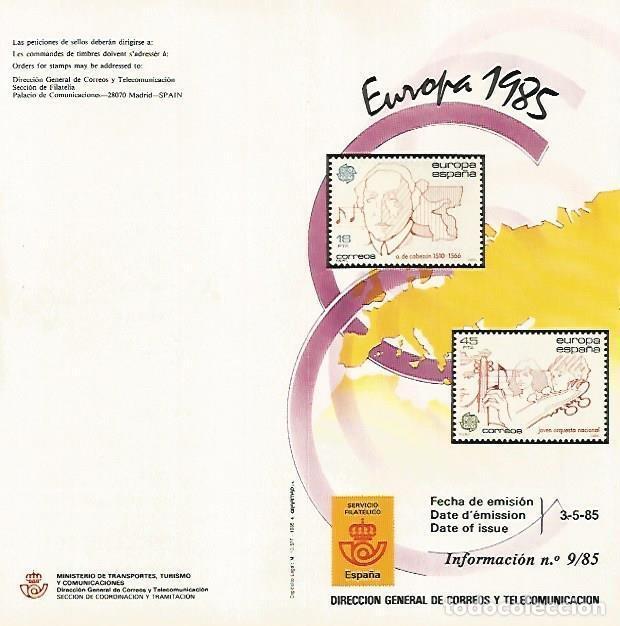 Las peticiones de sellos deberán dirigirse a:
Les commandes de timbres doivent s'adresser à:
Orders for stamps may be addressed to:
Dirección General de Correos y Telecomunicación
Sección de Filatelia
Palacio de Comunicaciones—28070 Madrid—SPAIN
MINISTERIO DE TRANSPORTES, TURISMO
Y COMUNICACIONES
Dirección General de Correos y Telecomunicación
SECCION DE COORDINACION Y TRAMITACION
Europa 1985
europa
españa
18
PTA
a. de cabezón 1510-1566
correos
45
PTA
europa
españa
correos
joven orquesta nacional
SERVICIO
FILATÉLICO
España
Fecha de emisión
Date d'émission
Date of issue
3-5-85
Información n.º 9/85
DIRECCION GENERAL DE CORREOS Y TELECOMUNICACION
todocoleccion